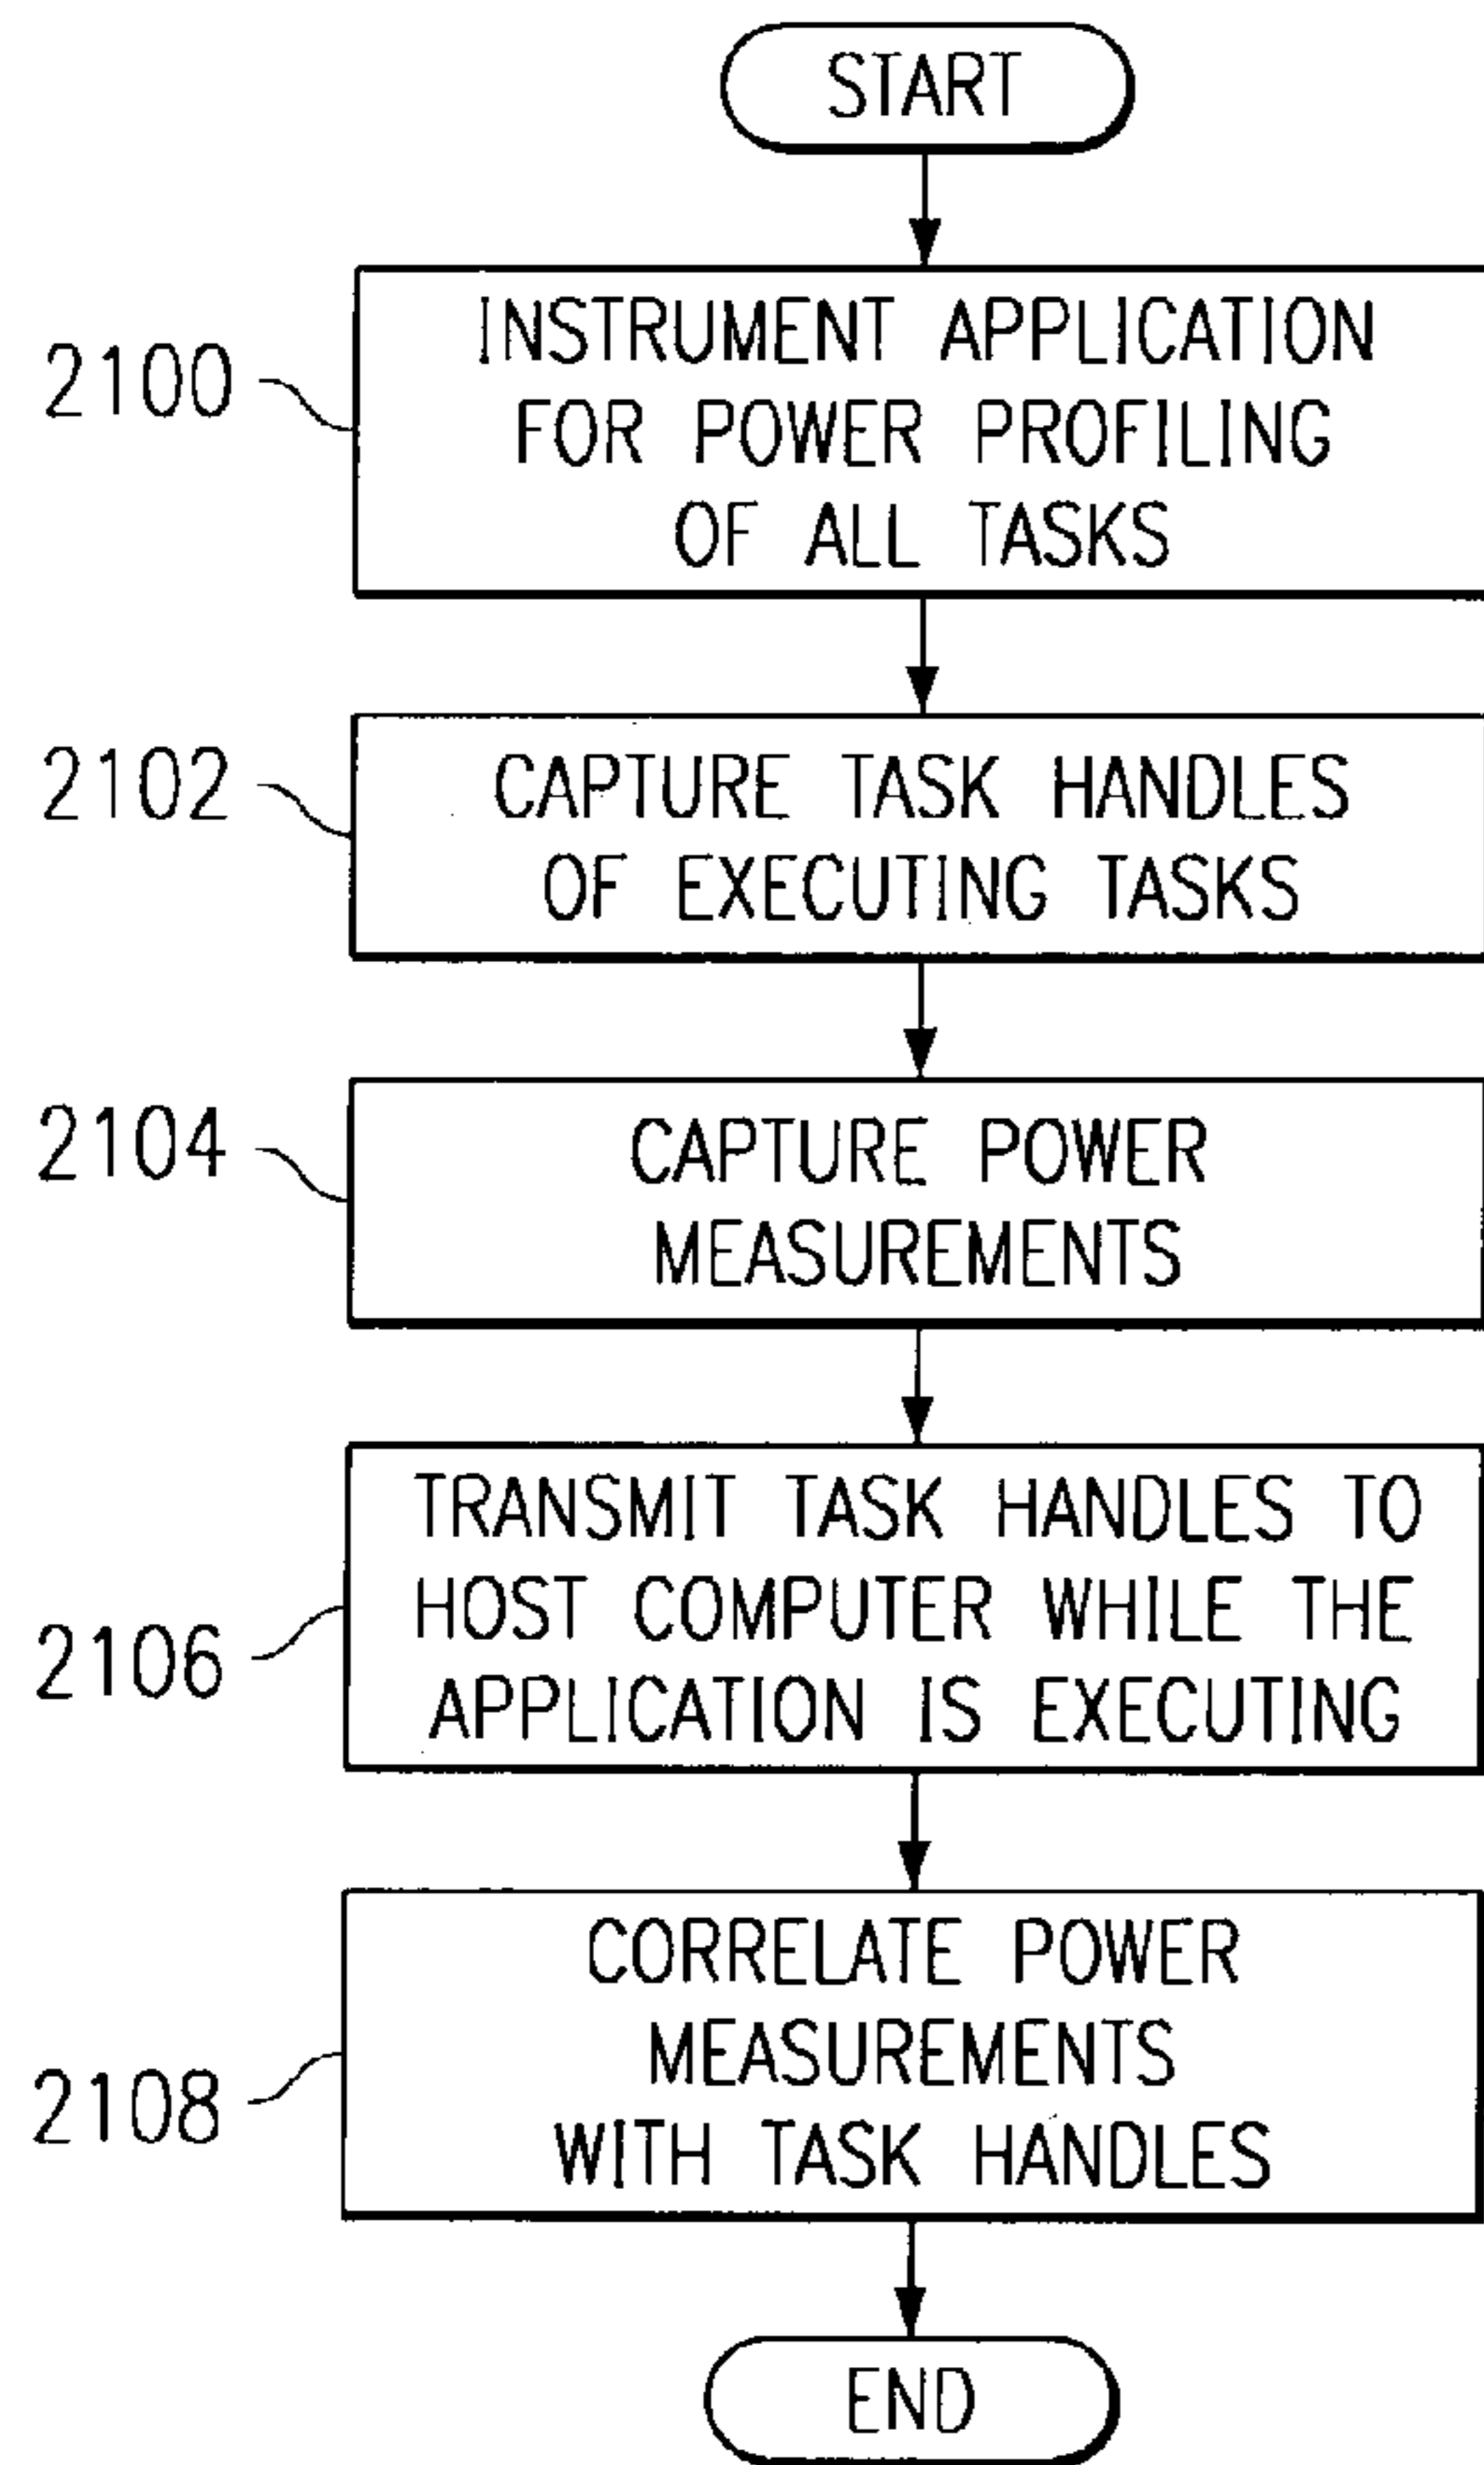 START
2100
INSTRUMENT APPLICATION
FOR POWER PROFILING
OF ALL TASKS
2102
CAPTURE TASK HANDLES
OF EXECUTING TASKS
2104
CAPTURE POWER
MEASUREMENTS
2106
TRANSMIT TASK HANDLES TO
HOST COMPUTER WHILE THE
APPLICATION IS EXECUTING
2108
CORRELATE POWER
MEASUREMENTS
WITH TASK HANDLES
END